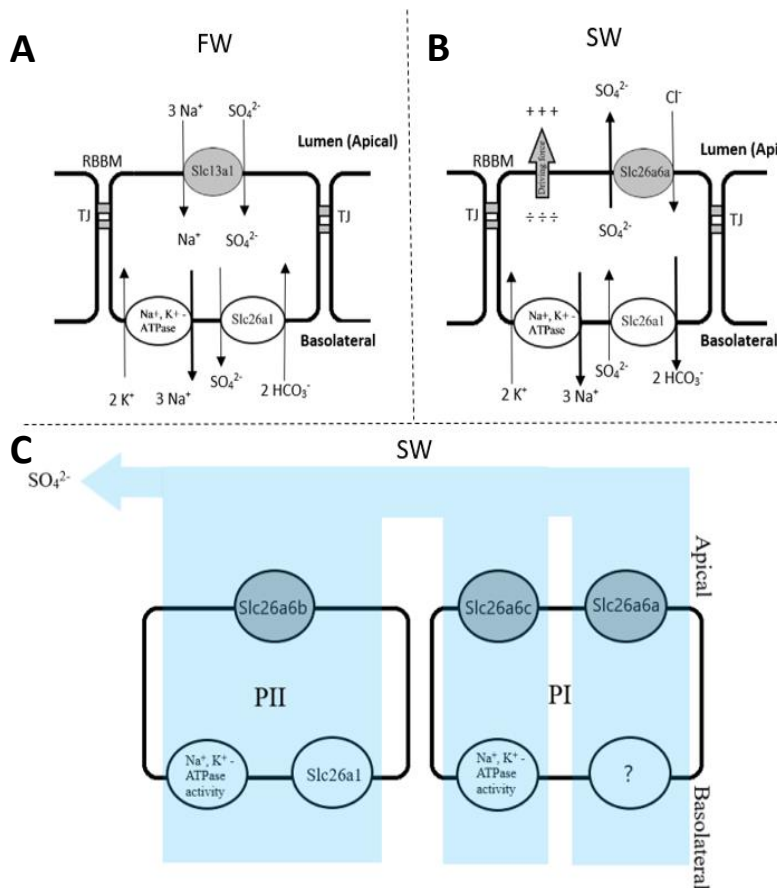 A
FW
3 Na⁺
SO₄²⁻
RBBM
Slc13a1
Lumen (Apical)
TJ
TJ
Na⁺
SO₄²⁻
Na+, K+ -
ATPase
Slc26a1
Basolateral
2 K⁺
3 Na⁺
SO₄²⁻
2 HCO₃⁻
B
SW
SO₄²⁻
Cl⁻
+ + +
RBBM
Driving force
Slc26a6a
Lumen (Api
TJ
TJ
÷ ÷ ÷
SO₄²⁻
Na+, K+ -
ATPase
Slc26a1
Basolateral
2 K⁺
3 Na⁺
SO₄²⁻
2 HCO₃⁻
C
SW
SO₄²⁻
Apical
Slc26a6b
Slc26a6c
Slc26a6a
PII
PI
Na⁺, K⁺ -
ATPase
activity
Slc26a1
Na⁺, K⁺ -
ATPase
activity
?
Basolateral